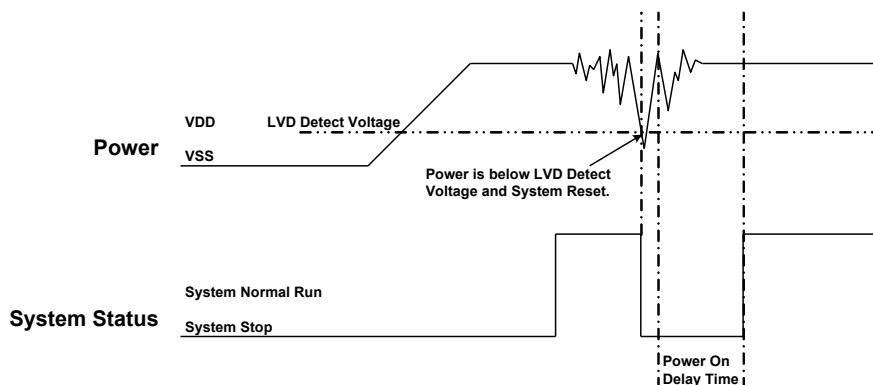 VDD
LVD Detect Voltage
Power
VSS
Power is below LVD Detect
Voltage and System Reset.
System Normal Run
System Status
System Stop
Power On
Delay Time